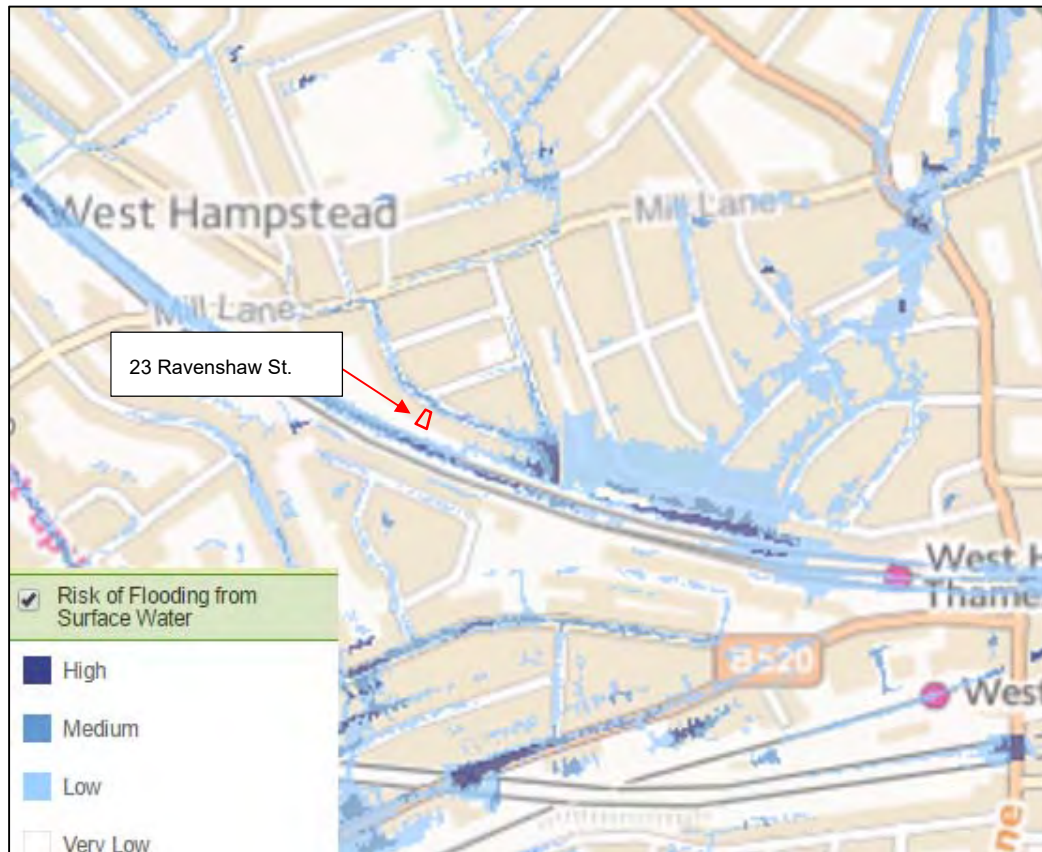 West Hampstead
Mill Lane
Mill Lane
23 Ravenshaw St.
West H
Thame
B520
West
Risk of Flooding from
Surface Water
High
Medium
Low
Very Low
ne